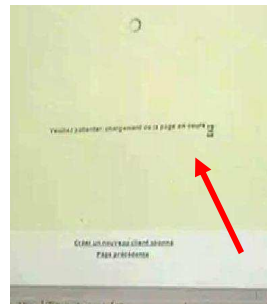 Veuillez patienter, chargement de la page en cours
Créer un nouveau client abonné
Page précédente